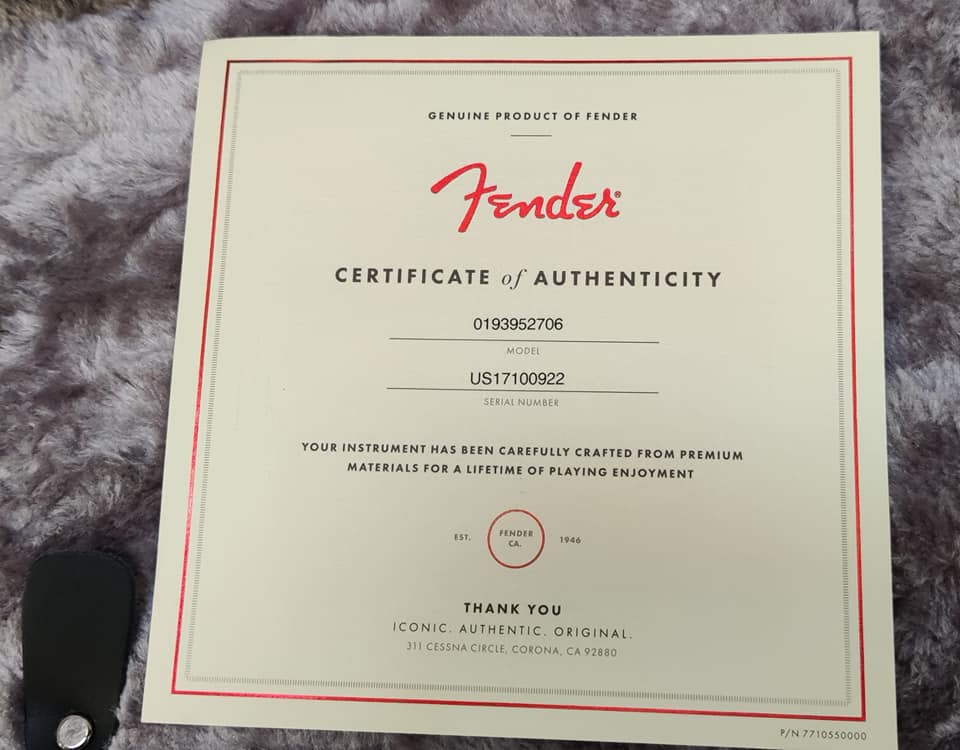 GENUINE PRODUCT OF FENDER
Fender®
CERTIFICATE of AUTHENTICITY
0193952706
MODEL
US17100922
SERIAL NUMBER
YOUR INSTRUMENT HAS BEEN CAREFULLY CRAFTED FROM PREMIUM
MATERIALS FOR A LIFETIME OF PLAYING ENJOYMENT
EST. FENDER CA. 1946
THANK YOU
ICONIC. AUTHENTIC. ORIGINAL.
311 CESSNA CIRCLE, CORONA, CA 92880
P/N 7710550000